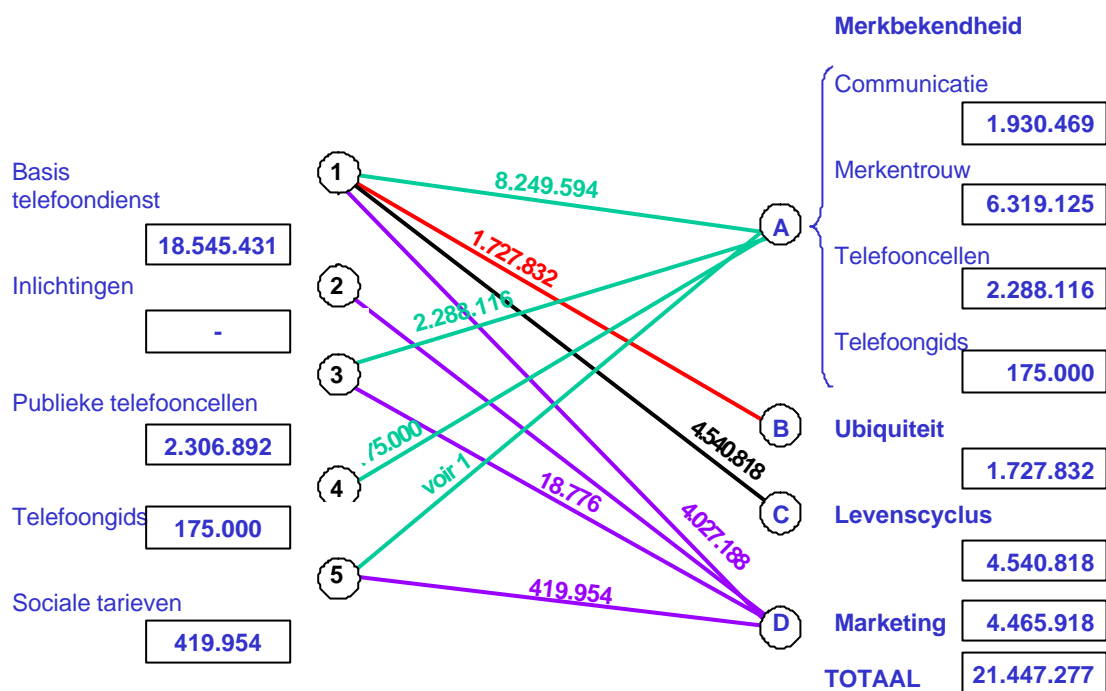 Merkbekendheid
Communicatie
1.930.469
Basis
telefoondienst
18.545.431
1
8.249.594
A
Merkentrouw
6.319.125
1.727.832
Telefooncellen
2.288.116
Inlichtingen
-
2
2.288.116
Telefoongids
175.000
3
Publieke telefooncellen
2.306.892
75.000
voir 1
4.540.818
B
Ubiquiteit
1.727.832
4
18.776
4.027.188
C
Levenscyclus
4.540.818
Telefoongids
175.000
5
419.954
D
Marketing
4.465.918
Sociale tarieven
419.954
TOTAAL
21.447.277